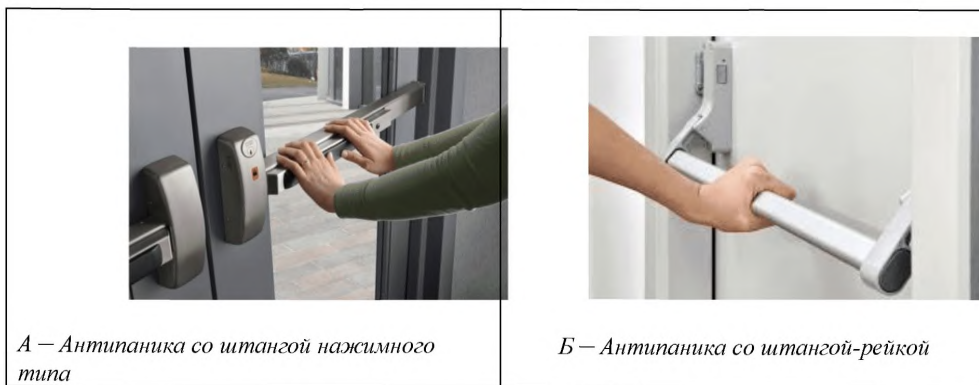 А – Антипаника со штангой нажимного
типа
Б – Антипаника со штангой-рейкой